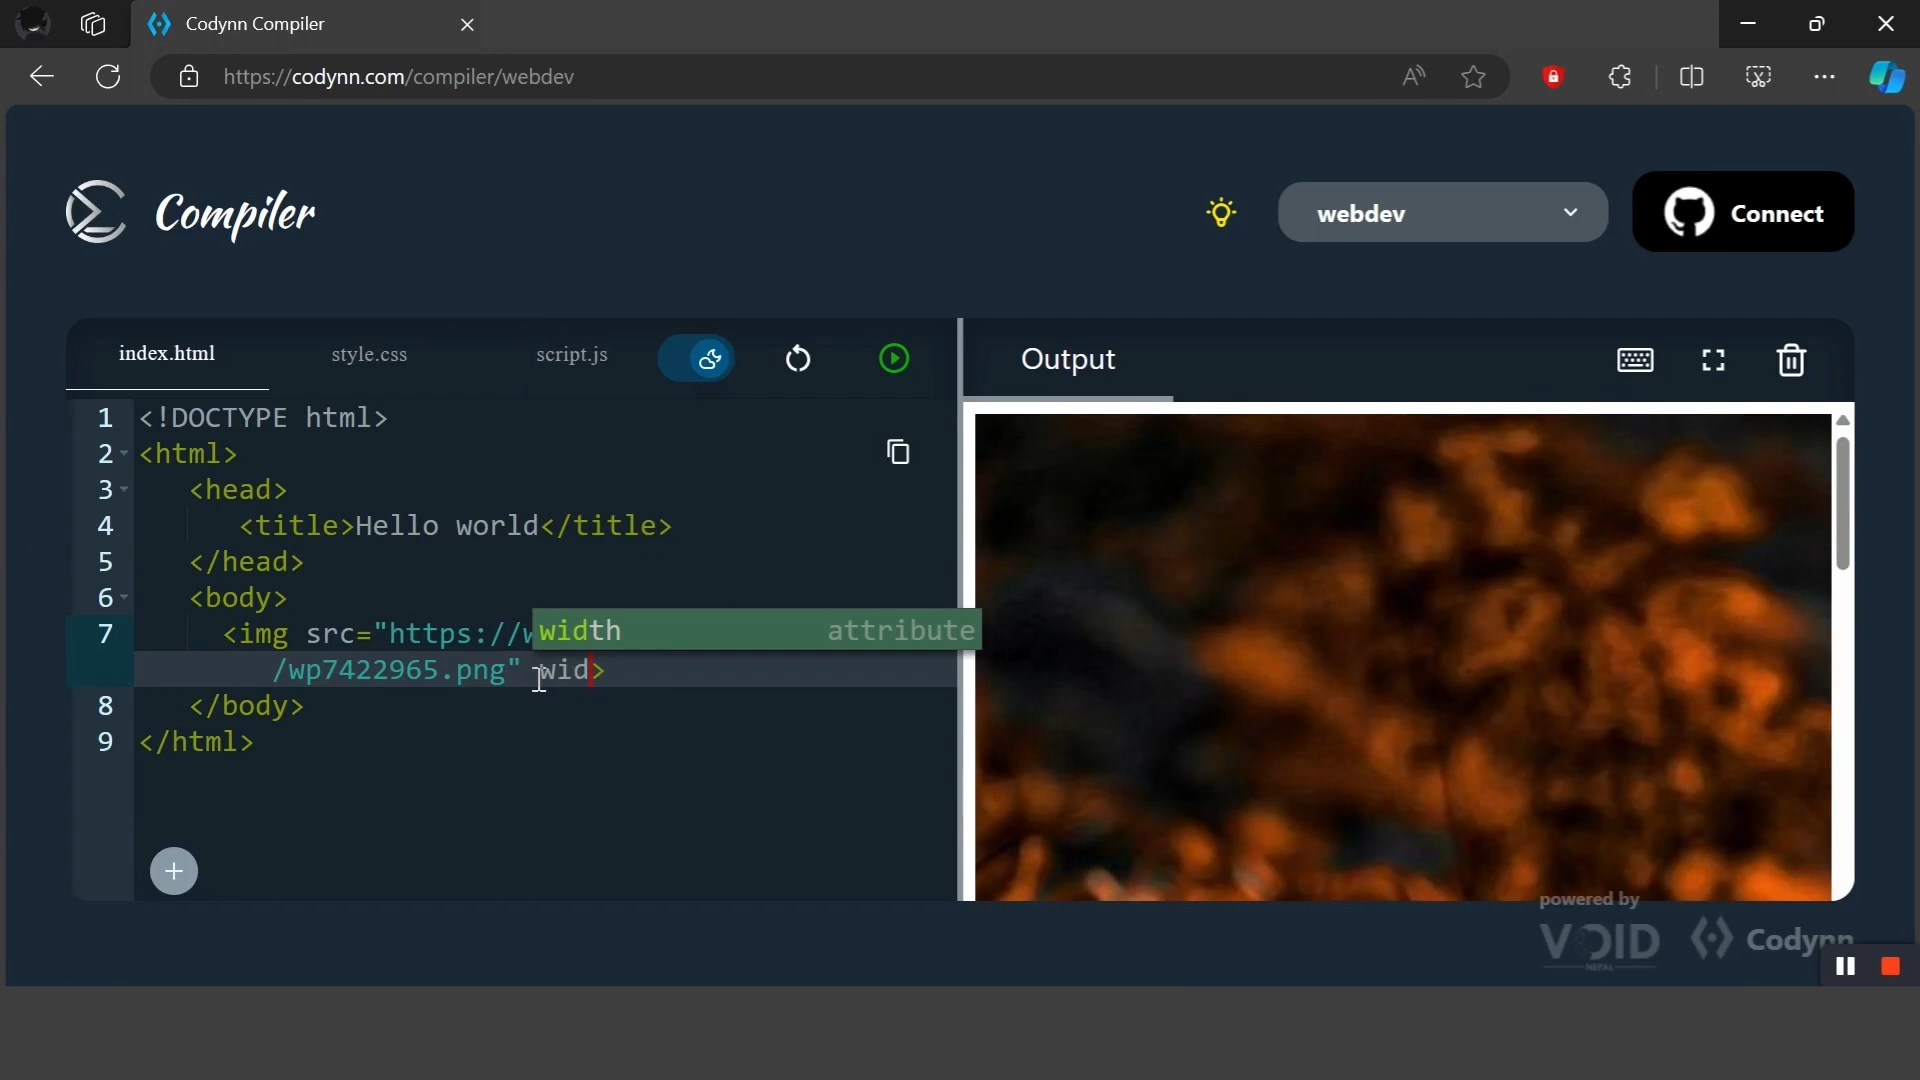 Codynn Compiler
https://codynn.com/compiler/webdev
Compiler
webdev
Connect
index.html
style.css
script.js
Output
1 <!DOCTYPE html>
2 <html>
3 <head>
4 <title>Hello world</title>
5 </head>
6 <body>
7 <img src="https://w
width attribute
/wp7422965.png" wid>
8 </body>
9 </html>
powered by
VOID
NEPAL
Codynn